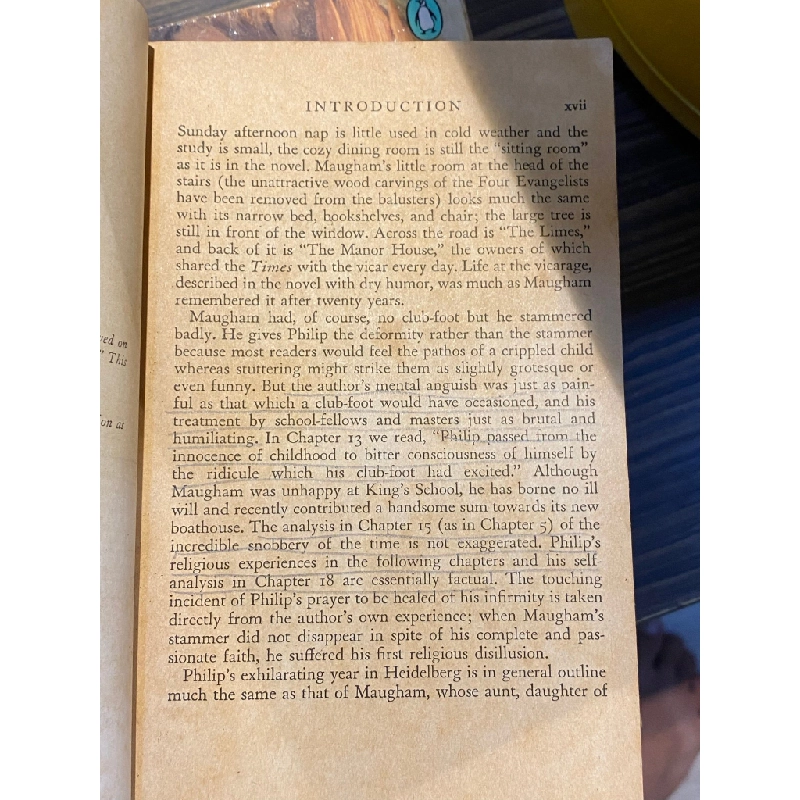 INTRODUCTION xvii
Sunday afternoon nap is little used in cold weather and the
study is small, the cozy dining room is still the "sitting room"
as it is in the novel. Maugham's little room at the head of the
stairs (the unattractive wood carvings of the Four Evangelists
have been removed from the balusters) looks much the same
with its narrow bed, bookshelves, and chair; the large tree is
still in front of the window. Across the road is "The Limes,"
and back of it is "The Manor House," the owners of which
shared the Times with the vicar every day. Life at the vicarage,
described in the novel with dry humor, was much as Maugham
remembered it after twenty years.
Maugham had, of course, no club-foot but he stammered
badly. He gives Philip the deformity rather than the stammer
because most readers would feel the pathos of a crippled child
whereas stuttering might strike them as slightly grotesque or
even funny. But the author's mental anguish was just as pain-
ful as that which a club-foot would have occasioned, and his
treatment by school-fellows and masters just as brutal and
humiliating. In Chapter 13 we read, "Philip passed from the
innocence of childhood to bitter consciousness of himself by
the ridicule which his club-foot had excited." Although
Maugham was unhappy at King's School, he has borne no ill
will and recently contributed a handsome sum towards its new
boathouse. The analysis in Chapter 15 (as in Chapter 5) of the
incredible snobbery of the time is not exaggerated. Philip's
religious experiences in the following chapters and his self
analysis in Chapter 18 are essentially factual. The touching
incident of Philip's prayer to be healed of his infirmity is taken
directly from the author's own experience; when Maugham's
stammer did not disappear in spite of his complete and pas-
sionate faith, he suffered his first religious disillusion.
Philip's exhilarating year in Heidelberg is in general outline
much the same as that of Maugham, whose aunt, daughter of
on
" This
as